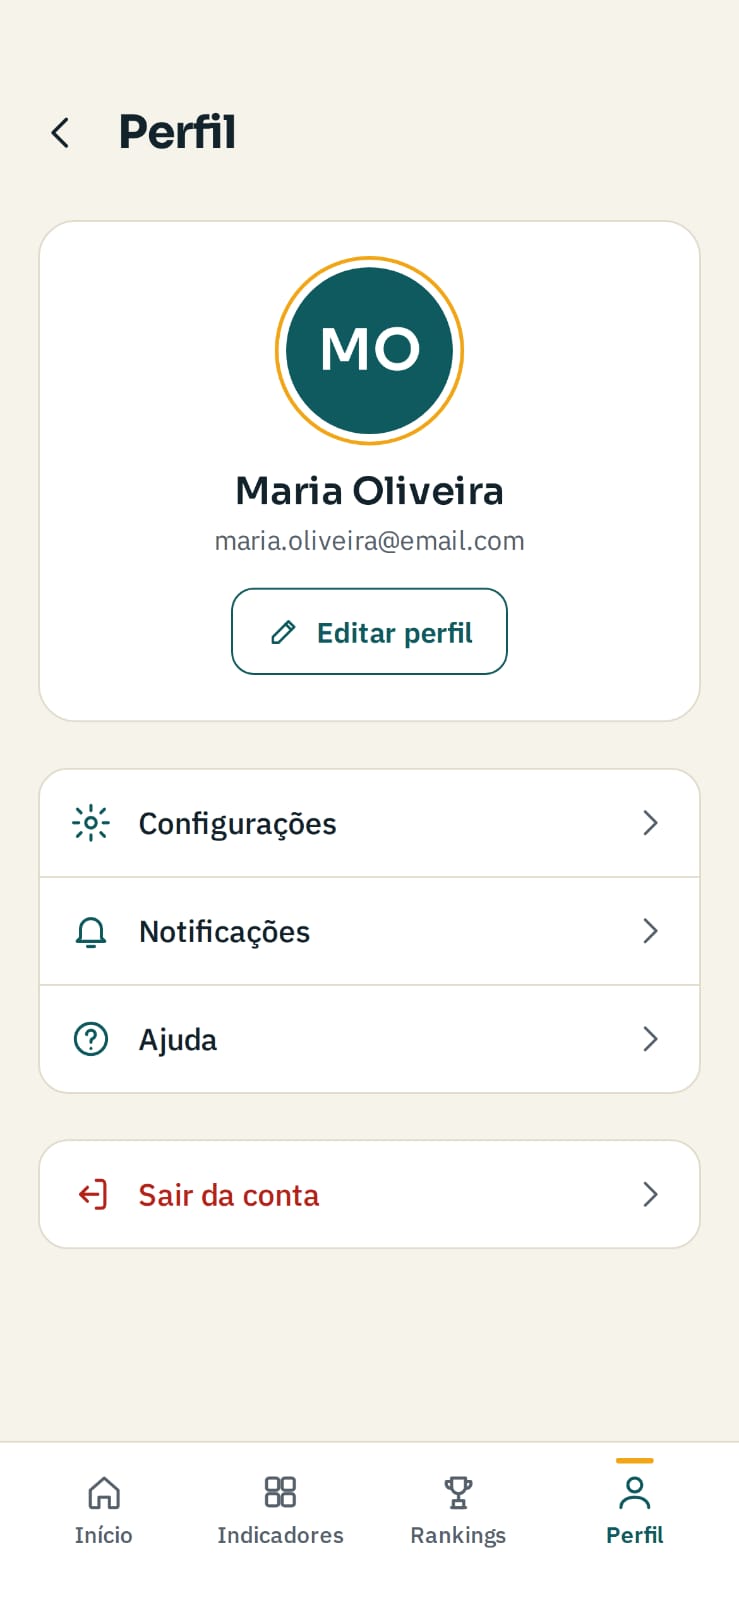 Perfil
MO
Maria Oliveira
maria.oliveira@email.com
Editar perfil
Configurações
Notificações
Ajuda
Sair da conta
Início
Indicadores
Rankings
Perfil